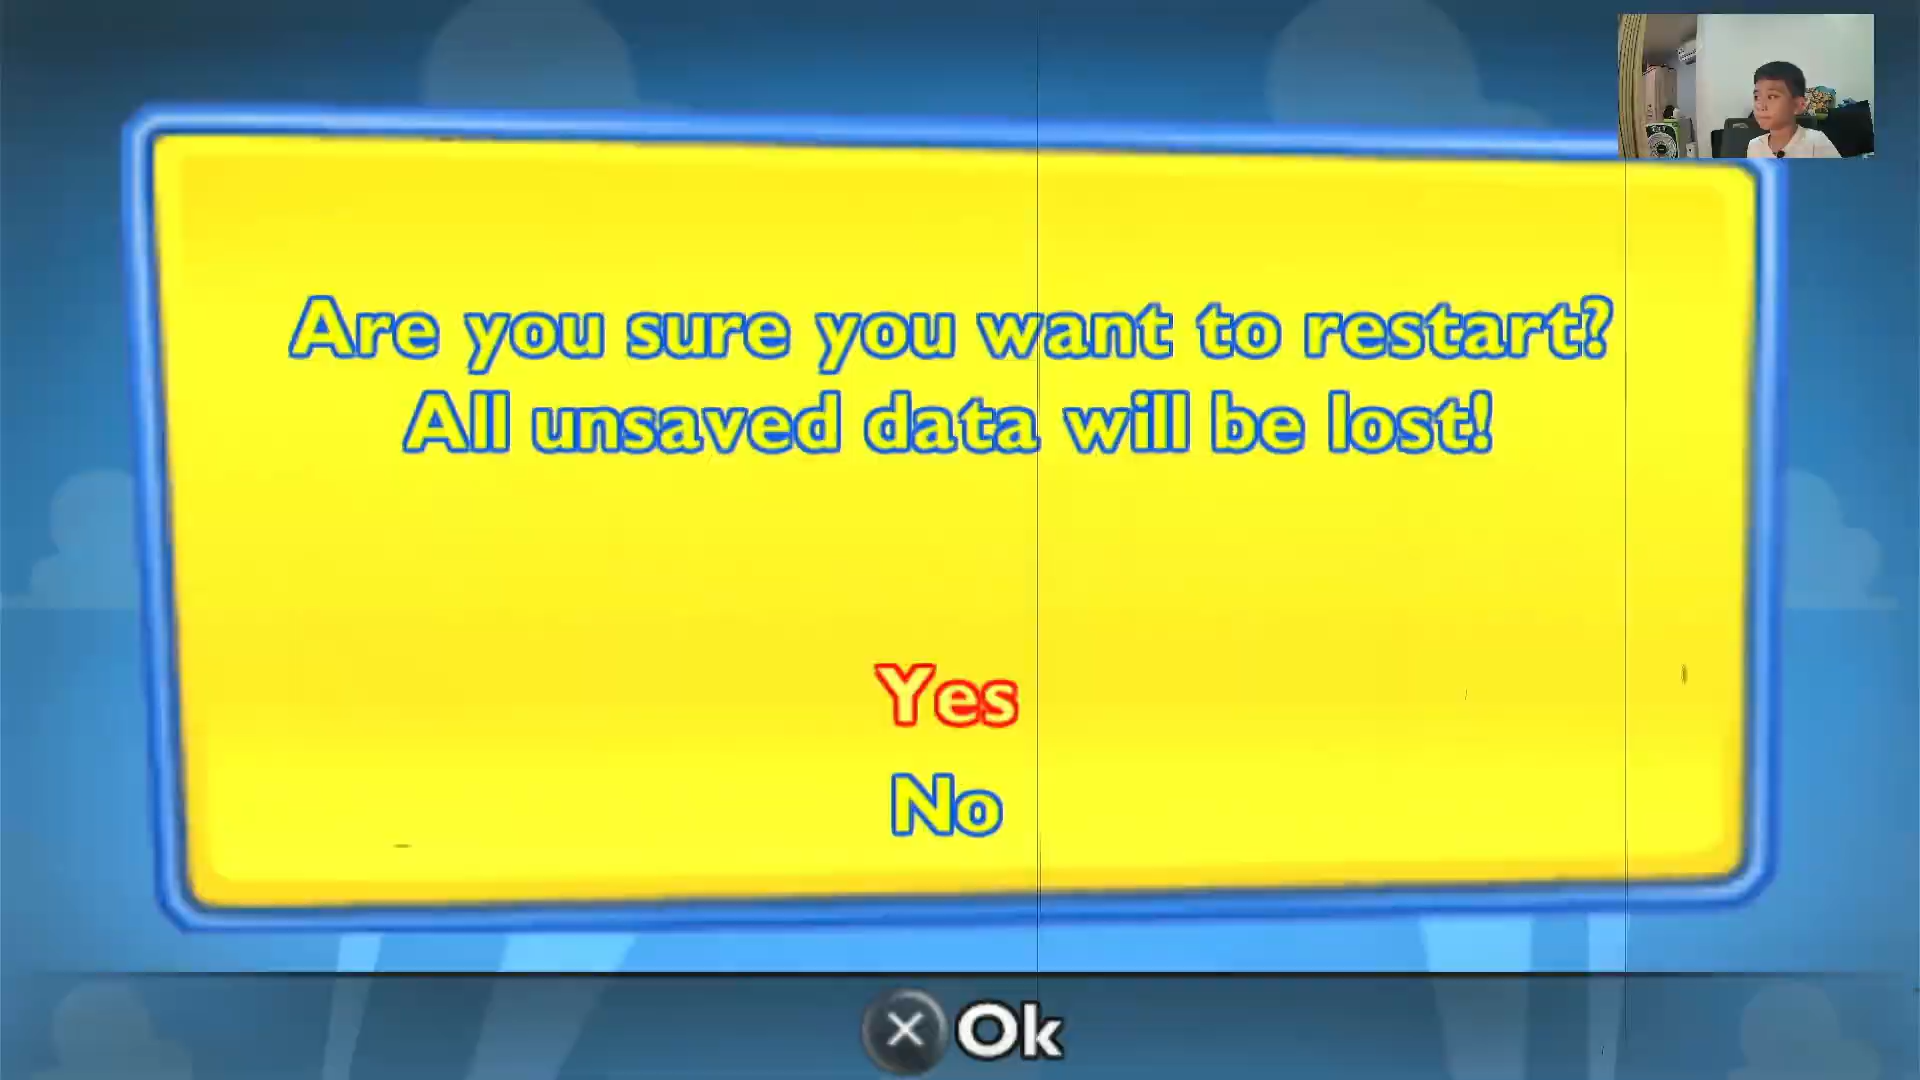 Are you sure you want to restart?
All unsaved data will be lost!
Yes
No
Ok